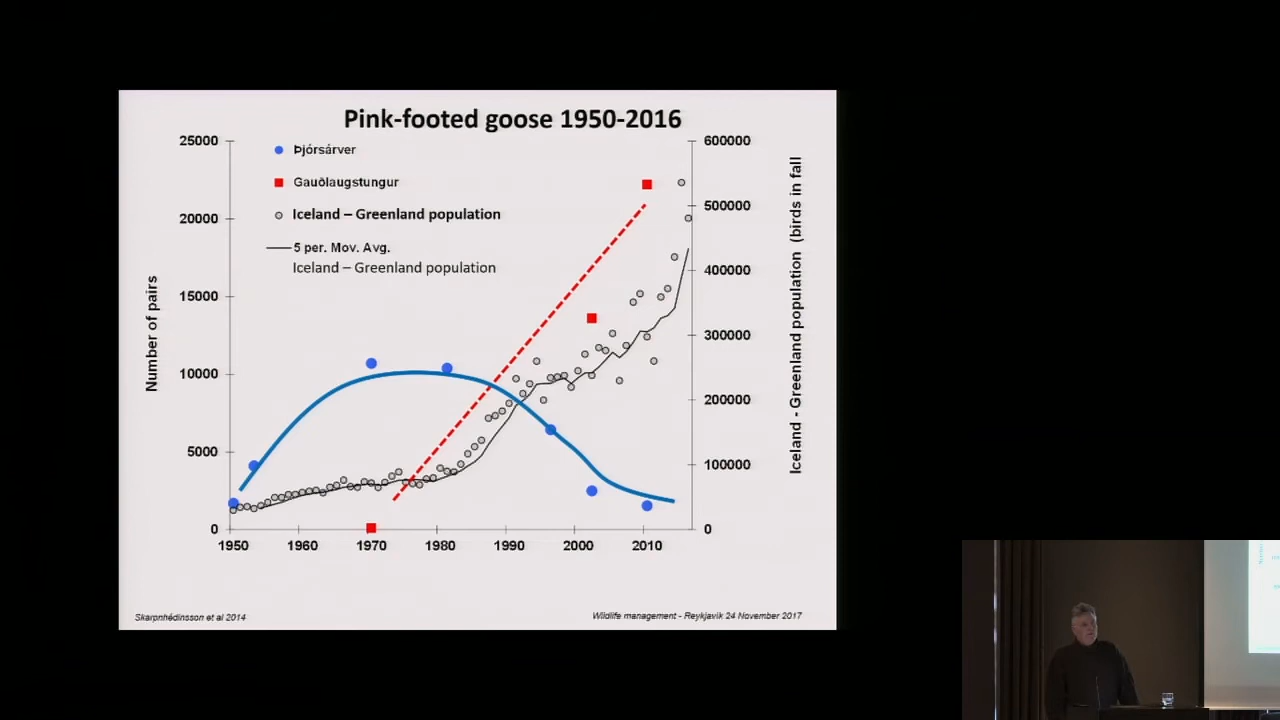 Pink-footed goose 1950-2016
Þjórsárver
Gauðlaugstungur
Iceland – Greenland population
5 per. Mov. Avg.
Iceland – Greenland population
Number of pairs
25000
20000
15000
10000
5000
0
600000
500000
400000
300000
200000
100000
0
Iceland - Greenland population (birds in fall
1950
1960
1970
1980
1990
2000
2010
Skarpnhéðinsson et al 2014
Wildlife management - Reykjavik 24 November 2017